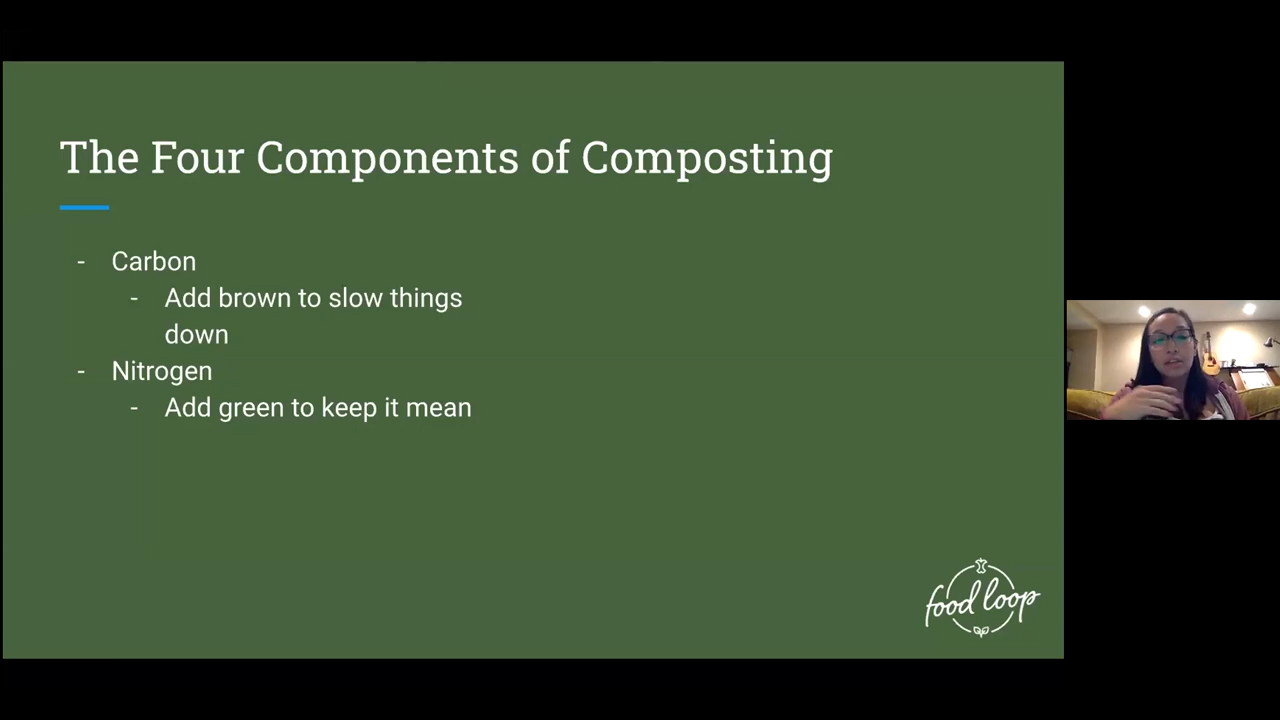 The Four Components of Composting
- Carbon
- Add brown to slow things
down
- Nitrogen
- Add green to keep it mean
food loop